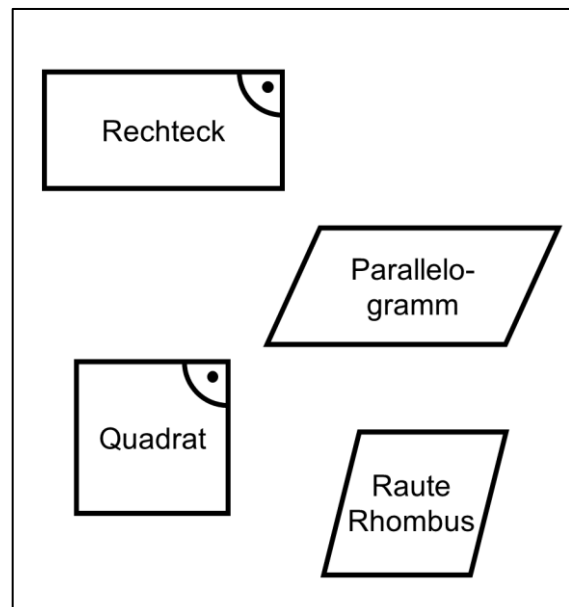 Rechteck
Parallelo-
gramm
Quadrat
Raute
Rhombus